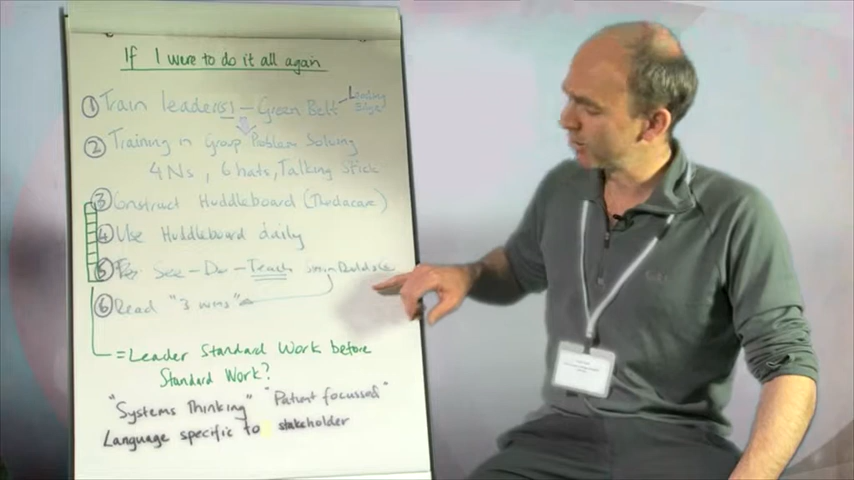 If I were to do it all again
① Train leaders! - Green Belt - Leading
Edge
② Training in Group Problem Solving
4 Ns, 6 hats, Talking Stick
③ Construct Huddleboard (Thedacare)
④ Use Huddleboard daily
⑤ See - Do - Teach
⑥ Read "3 wms"
= Leader Standard Work before
Standard Work?
"Systems Thinking" "Patient focussed"
Language specific to stakeholder